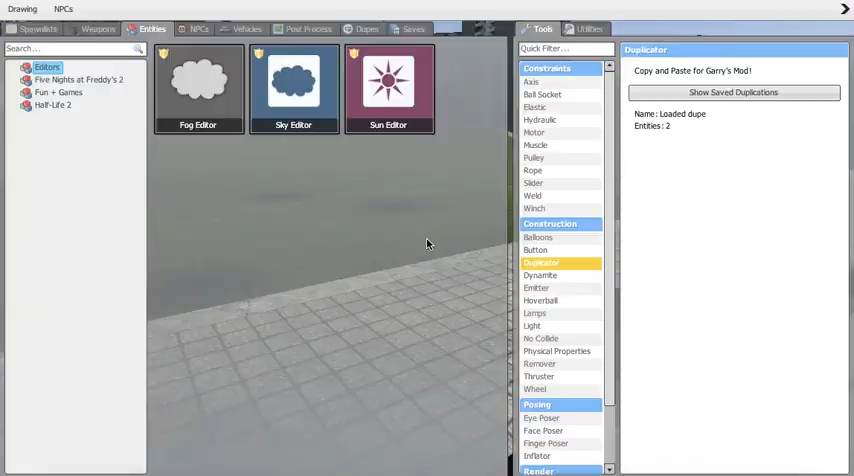 Drawing NPCs
Spawnlists Weapons Entities NPCs Vehicles Post Process Dupes Saves Tools Utilities
Search...
Editors
Five Nights at Freddy's 2
Fun + Games
Half-Life 2
Fog Editor
Sky Editor
Sun Editor
Quick Filter...
Constraints
Axis
Ball Socket
Elastic
Hydraulic
Motor
Muscle
Pulley
Rope
Slider
Weld
Winch
Construction
Balloons
Button
Duplicator
Dynamite
Emitter
Hoverball
Lamps
Light
No Collide
Physical Properties
Remover
Thruster
Wheel
Posing
Eye Poser
Face Poser
Finger Poser
Inflator
Render
Duplicator
Copy and Paste for Garry's Mod!
Show Saved Duplications
Name: Loaded dupe
Entities: 2